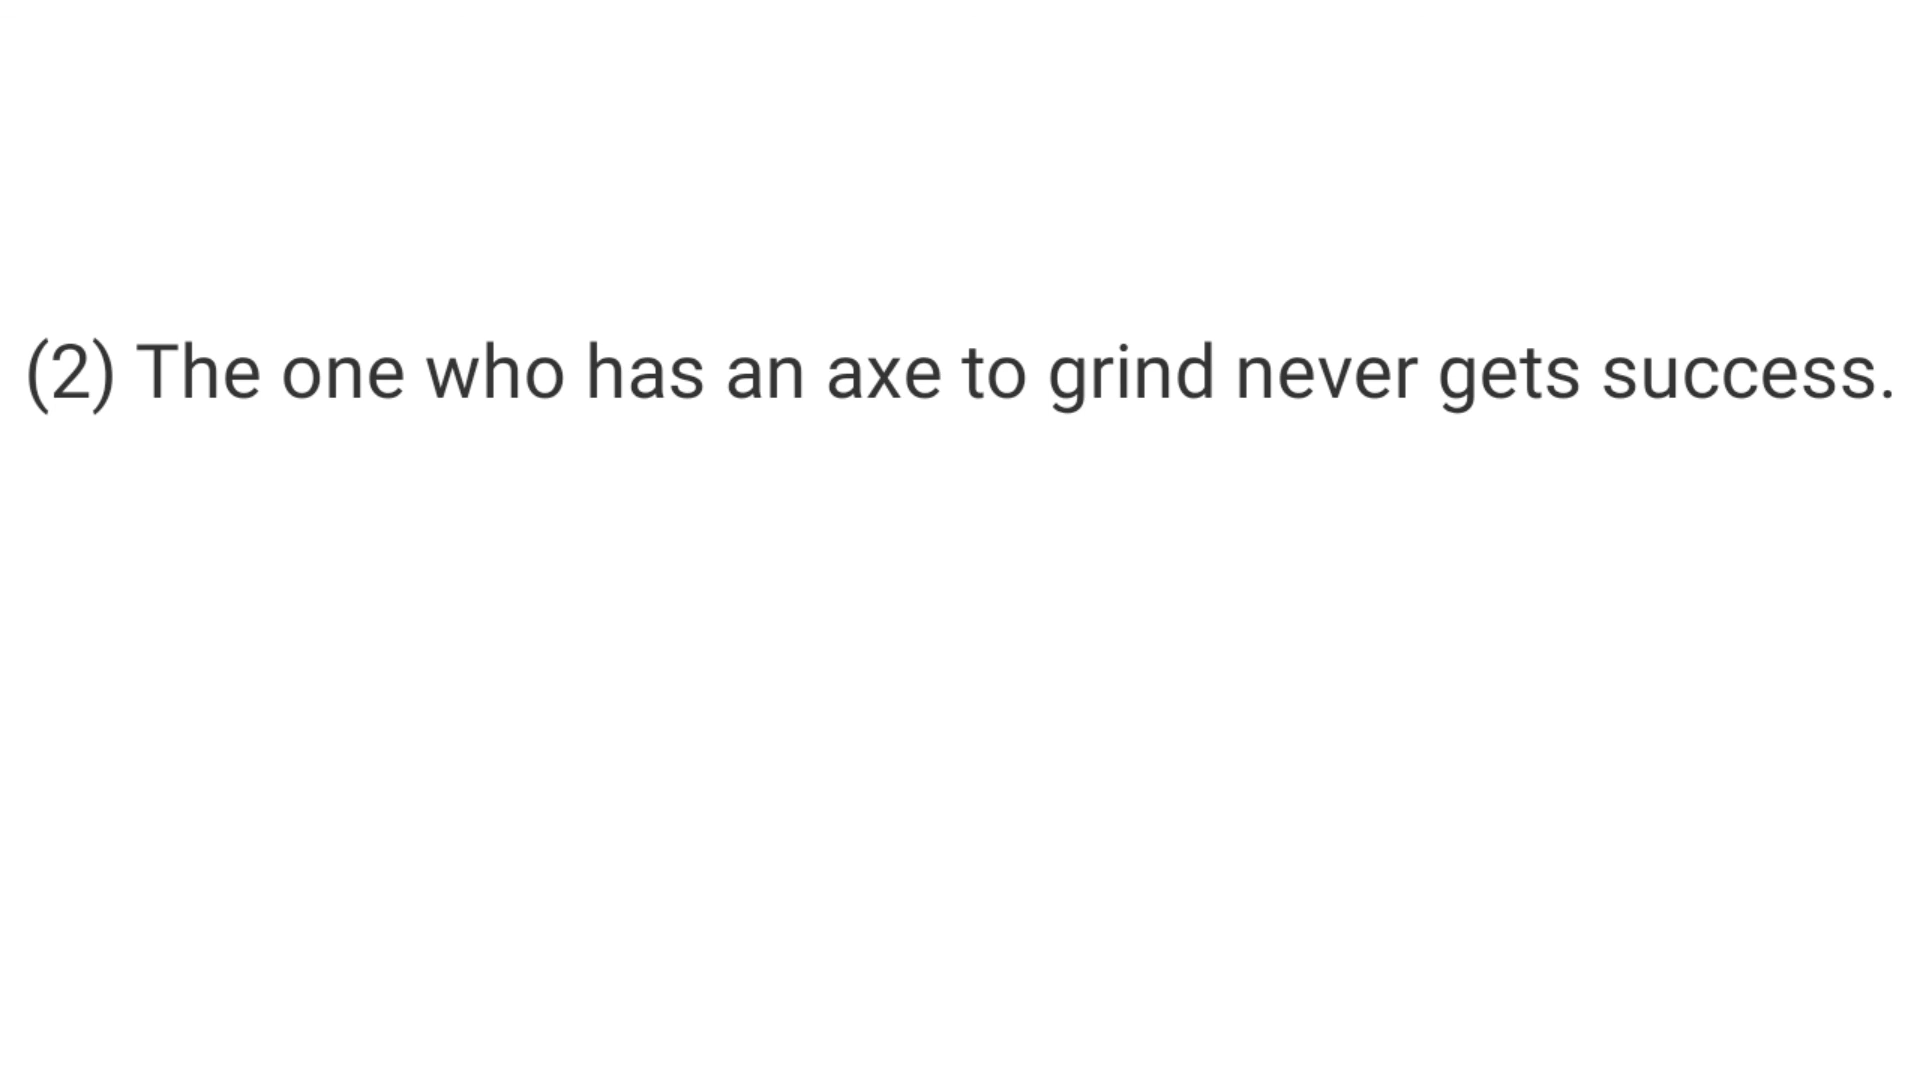 (2) The one who has an axe to grind never gets success.